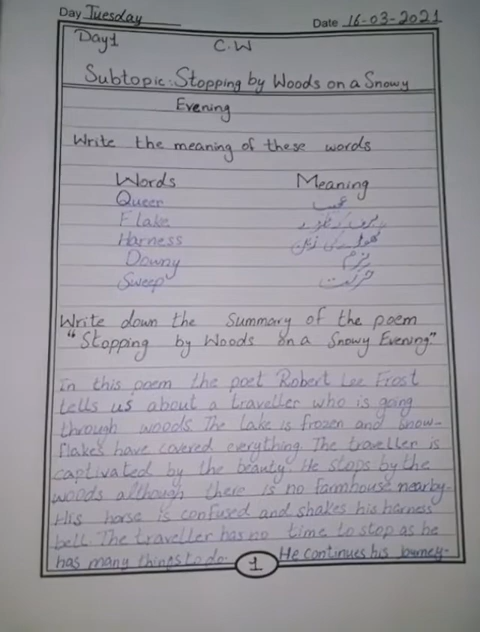 Day Tuesday Date 16-03-2021
Day1 C.W
Subtopic: Stopping by Woods on a Snowy
Evening
Write the meaning of these words
Words Meaning
Queer عجیب
Flake
Harness گھوڑے کی زین
Downy نرم
Sweep حرکت
Write down the Summary of the poem
"Stopping by Woods on a Snowy Evening"
In this poem the poet Robert Lee Frost
tells us about a traveller who is going
through woods. The lake is frozen and snow-
flakes have covered everything. The traveller is
captivated by the beauty. He stops by the
woods although there is no farmhouse nearby.
His horse is confused and shakes his harness
bell. The traveller has no time to stop as he
has many things to do. He continues his journey.
1